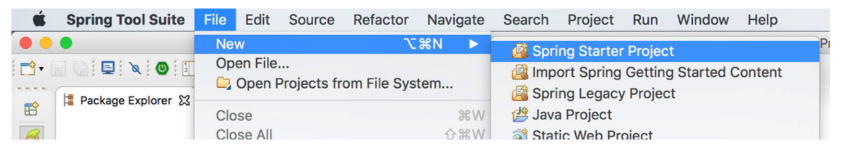 Spring Tool Suite File Edit Source Refactor Navigate Search Project Run Window Help
New ⌥⌘N ▶
Open File...
Open Projects from File System...
Close ⌘W
Close All ⇧⌘W
Spring Starter Project
Import Spring Getting Started Content
Spring Legacy Project
Java Project
Static Web Project
Package Explorer